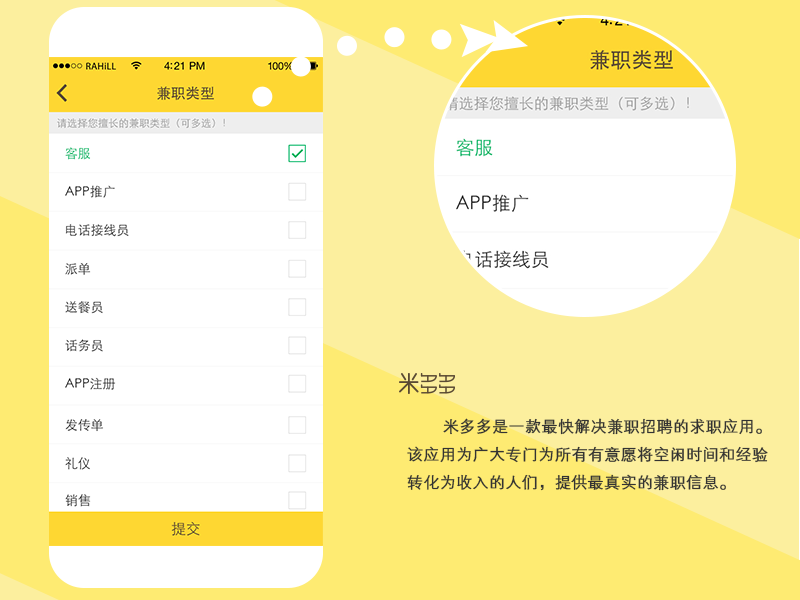 RAHiLL 4:21 PM 100%
兼职类型
请选择您擅长的兼职类型（可多选）！
客服
APP推广
电话接线员
派单
送餐员
话务员
APP注册
发传单
礼仪
销售
提交
兼职类型
请选择您擅长的兼职类型（可多选）！
客服
APP推广
电话接线员
米多多
米多多是一款最快解决兼职招聘的求职应用。
该应用为广大专门为所有有意愿将空闲时间和经验
转化为收入的人们，提供最真实的兼职信息。